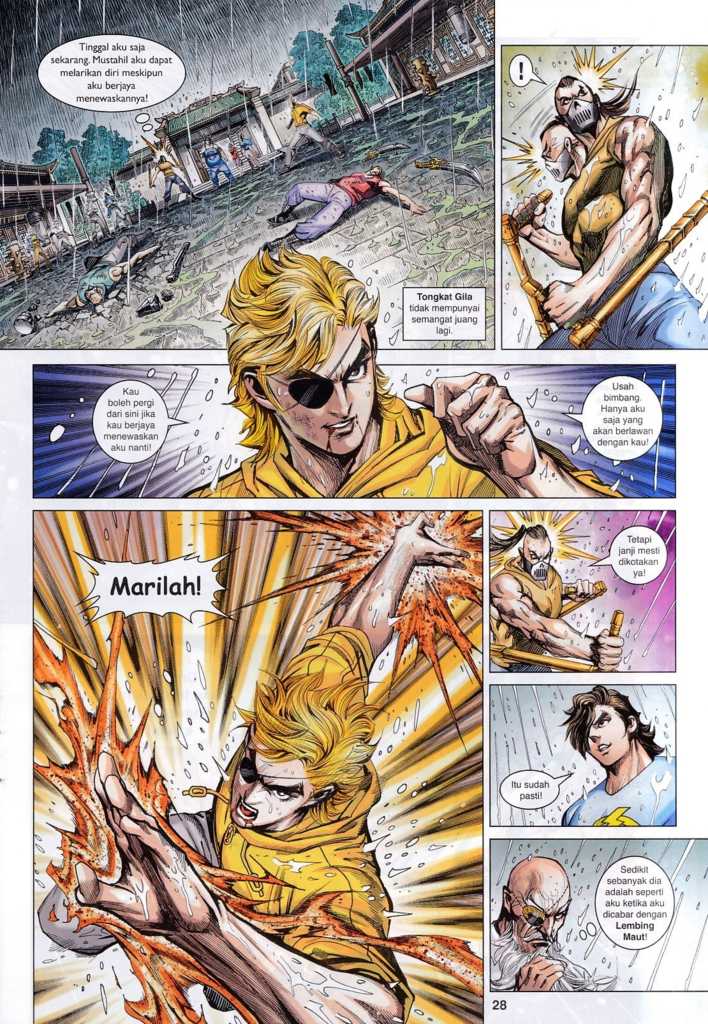 Tinggal aku saja
sekarang. Mustahil aku dapat
melarikan diri meskipun
aku berjaya
menewaskannya!
!
Tongkat Gila
tidak mempunyai
semangat juang
lagi.
Kau
boleh pergi
dari sini jika
kau berjaya
menewaskan
aku nanti!
Usah
bimbang.
Hanya aku
saja yang
akan berlawan
dengan kau!
Marilah!
Tetapi
janji mesti
dikotakan
ya!
Itu sudah
pasti!
Sedikit
sebanyak dia
adalah seperti
aku ketika aku
dicabar dengan
Lembing
Maut!
28